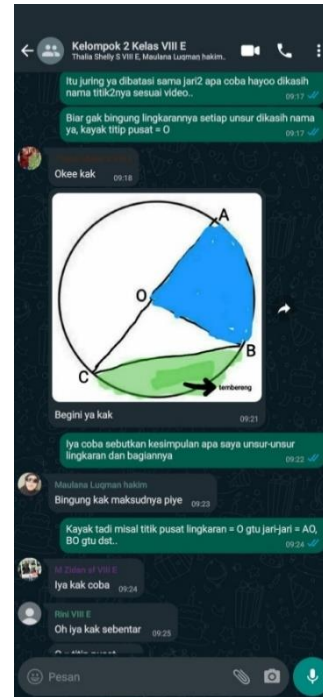 Kelompok 2 Kelas VIII E
Thalia Shelly S VIII E, Maulana Luqman hakim,
Itu juring ya dibatasi sama jari2 apa coba hayoo dikasih
nama titik2nya sesuai video..
09:17
Biar gak bingung lingkarannya setiap unsur dikasih nama
ya, kayak titip pusat = O
09:17
Okee kak
09:18
A
O
B
C
tembereng
Begini ya kak
09:21
Iya coba sebutkan kesimpulan apa saya unsur-unsur
lingkaran dan bagiannya
09:22
Maulana Luqman hakim
Bingung kak maksudnya piye
09:23
Kayak tadi misal titik pusat lingkaran = O gtu jari-jari = AO,
BO gtu dst..
09:24
VIII E
Iya kak coba
09:24
Rini VIII E
Oh iya kak sebentar
09:25
Pesan